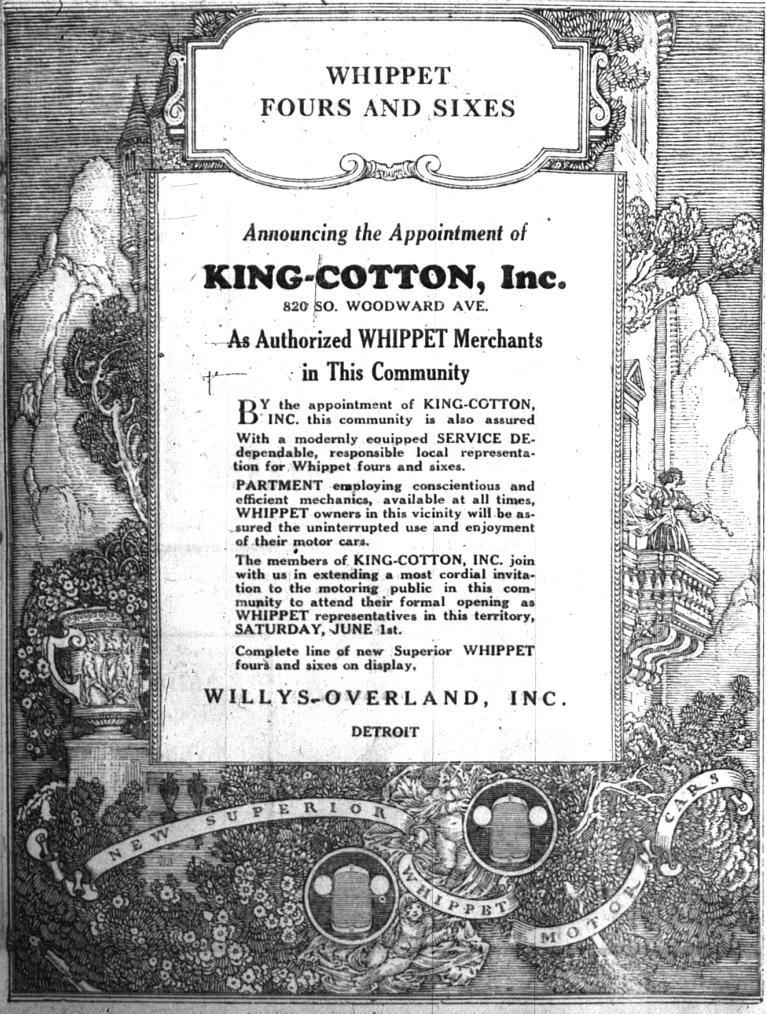 WHIPPET
FOURS AND SIXES
Announcing the Appointment of
KING-COTTON, Inc.
820 SO. WOODWARD AVE.
As Authorized WHIPPET Merchants
in This Community
BY the appointment of KING-COTTON,
INC. this community is also assured
With a modernly equipped SERVICE DE-
dependable, responsible local representa-
tion for Whippet fours and sixes.
PARTMENT employing conscientious and
efficient mechanics, available at all times,
WHIPPET owners in this vicinity will be as-
sured the uninterrupted use and enjoyment
of their motor cars.
The members of KING-COTTON, INC. join
with us in extending a most cordial invita-
tion to the motoring public in this com-
munity to attend their formal opening as
WHIPPET representatives in this territory,
SATURDAY, JUNE 1st.
Complete line of new Superior WHIPPET
fours and sixes on display.
WILLYS-OVERLAND, INC.
DETROIT
NEW SUPERIOR
WHIPPET
MOTOR
CARS